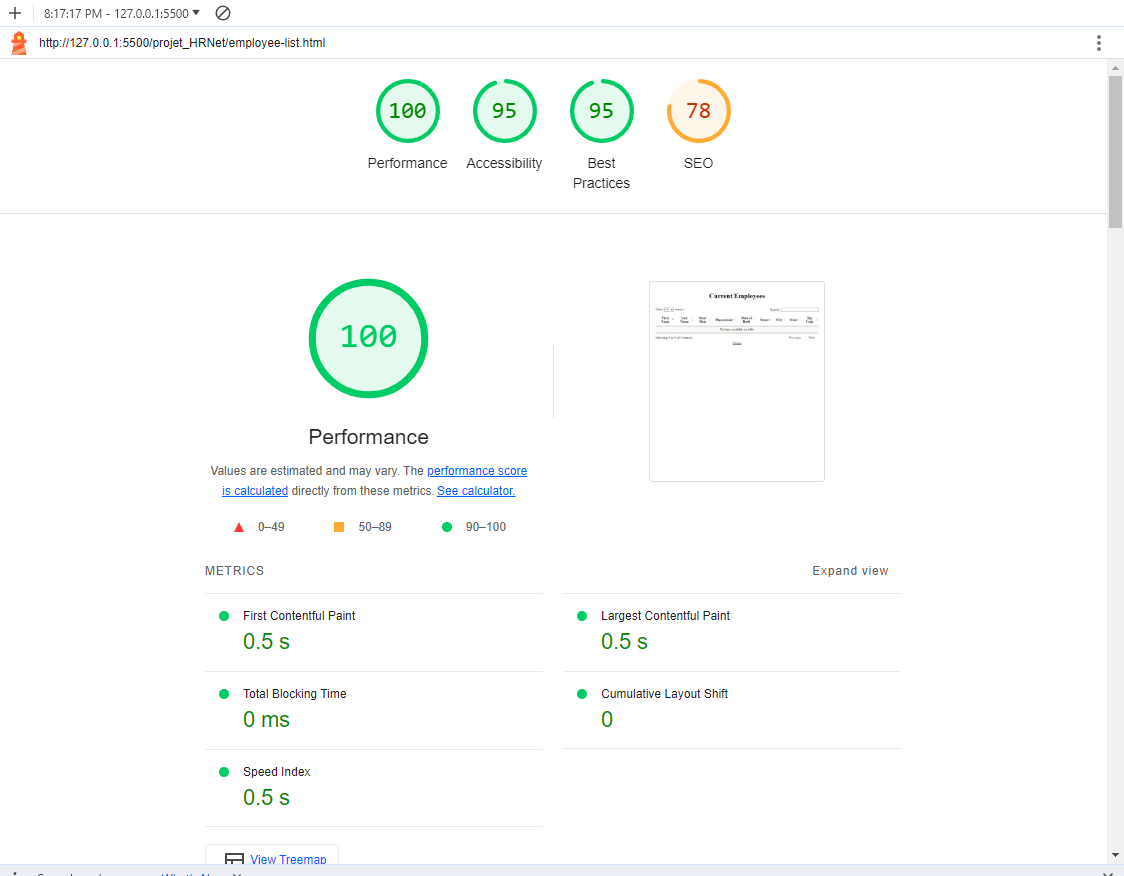 8:17:17 PM - 127.0.0.1:5500
http://127.0.0.1:5500/projet_HRNet/employee-list.html
100 95 95 78
Performance Accessibility Best Practices SEO
100
Current Employees
Performance
Values are estimated and may vary. The performance score
is calculated directly from these metrics. See calculator.
0–49 50–89 90–100
METRICS Expand view
First Contentful Paint Largest Contentful Paint
0.5 s 0.5 s
Total Blocking Time Cumulative Layout Shift
0 ms 0
Speed Index
0.5 s
View Treemap